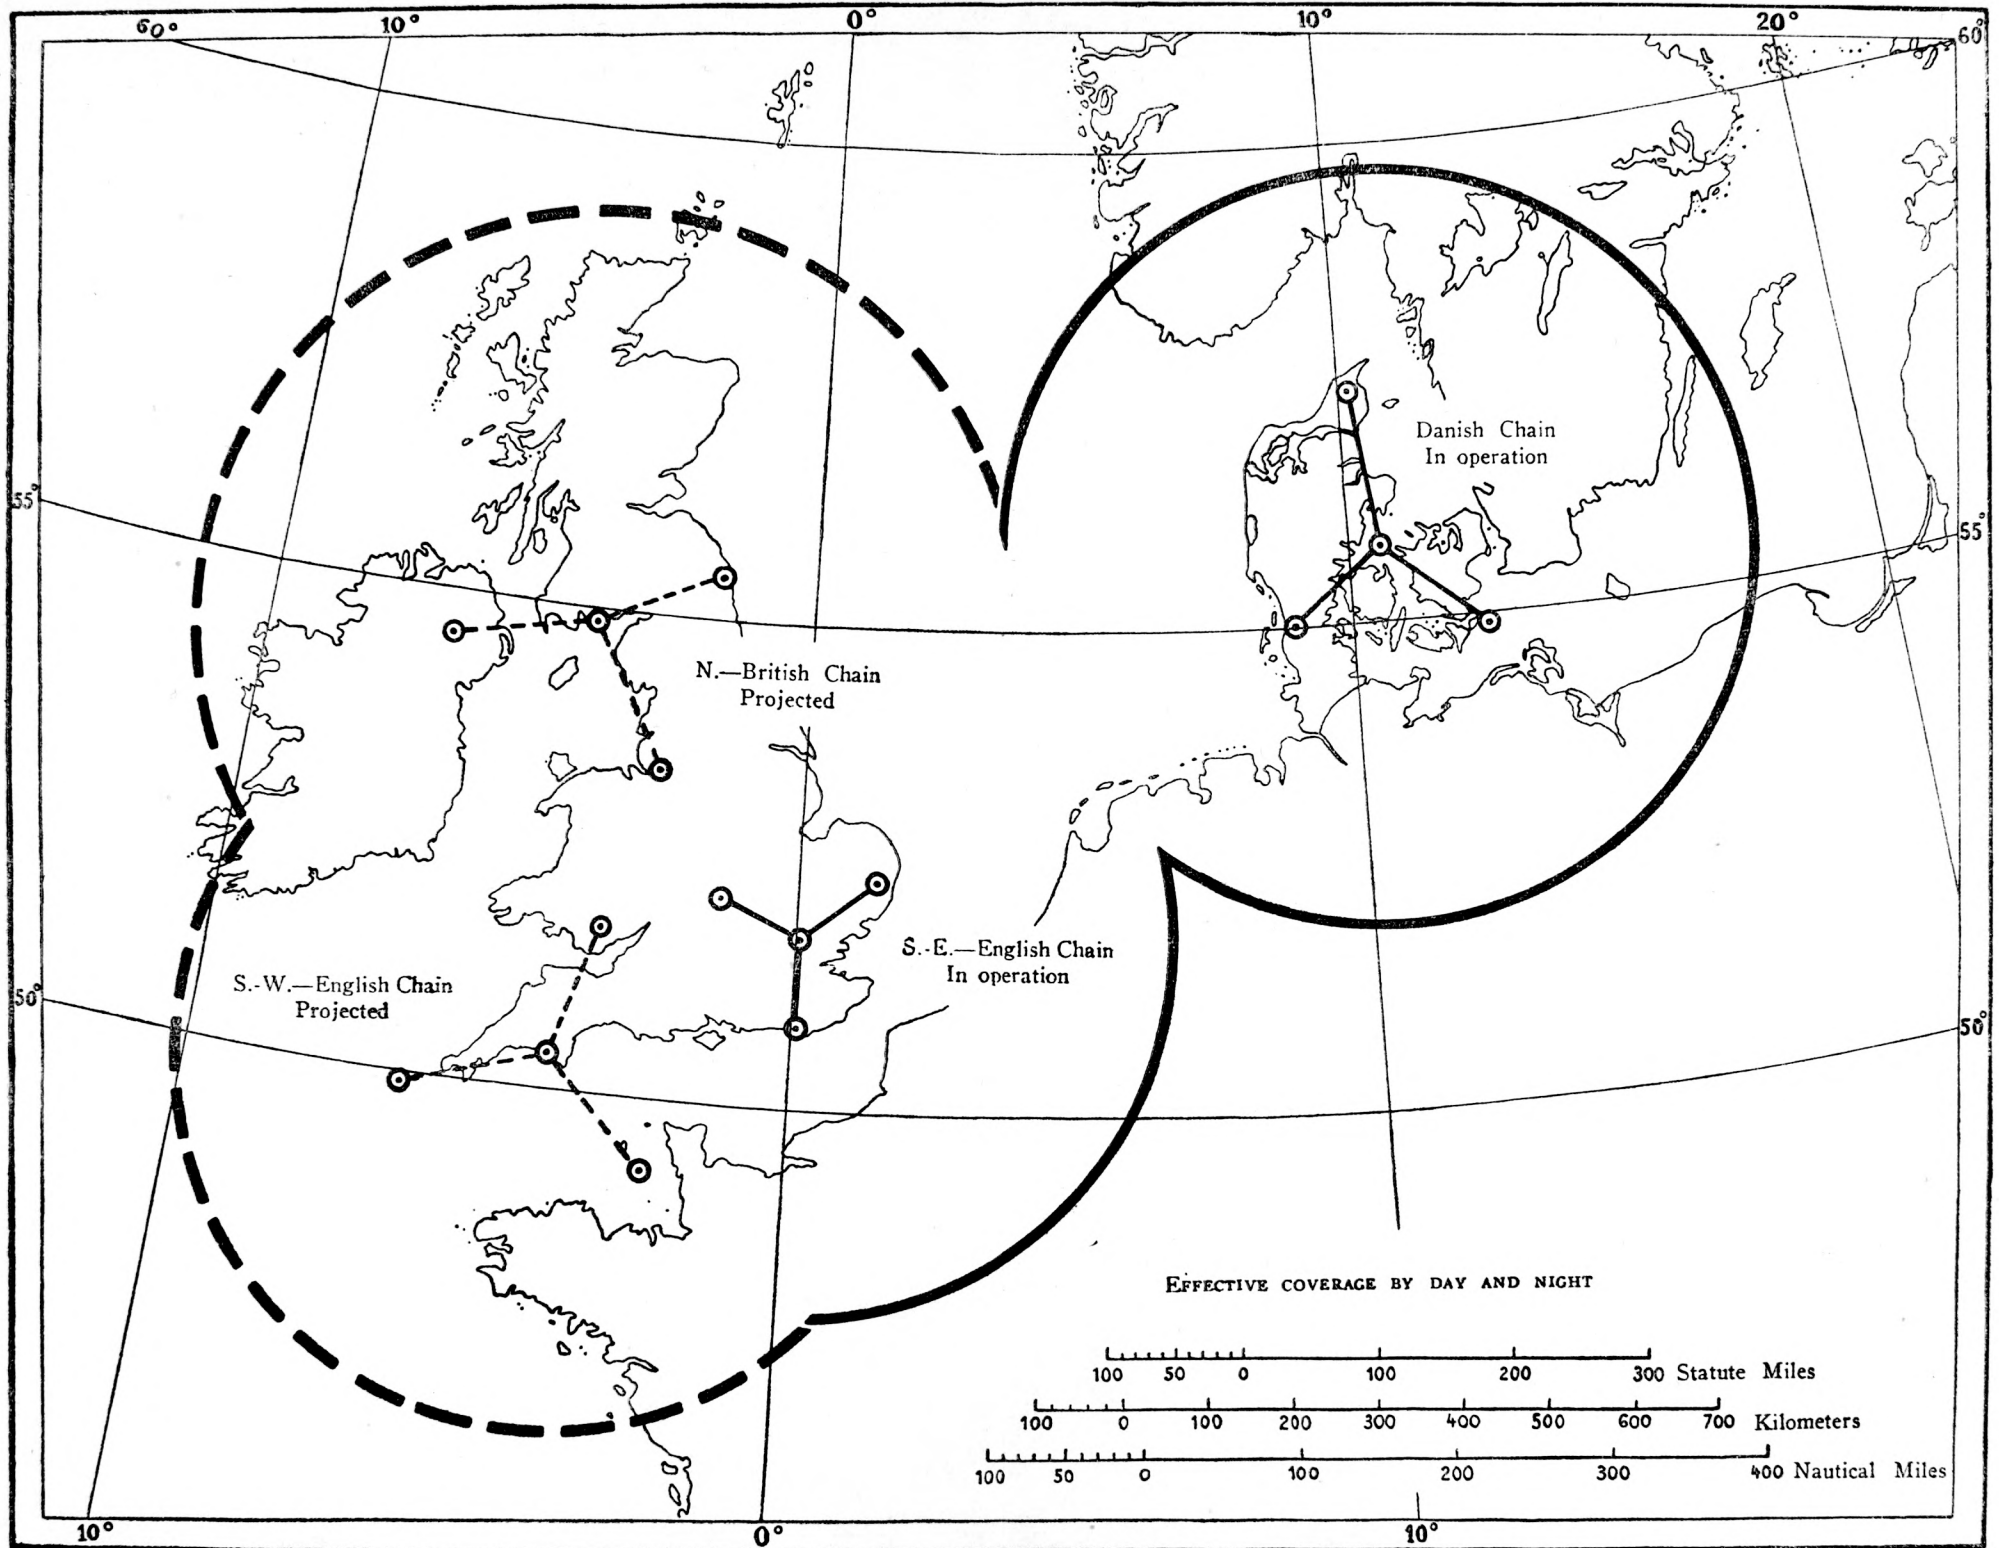 60° 10° 0° 10° 20°
60°
Danish Chain
In operation
55°
55°
N.—British Chain
Projected
S.-E.—English Chain
In operation
S.-W.—English Chain
Projected
50°
50°
EFFECTIVE COVERAGE BY DAY AND NIGHT
100 50 0 100 200 300 Statute Miles
100 0 100 200 300 400 500 600 700 Kilometers
100 50 0 100 200 300 400 Nautical Miles
10° 0° 10°